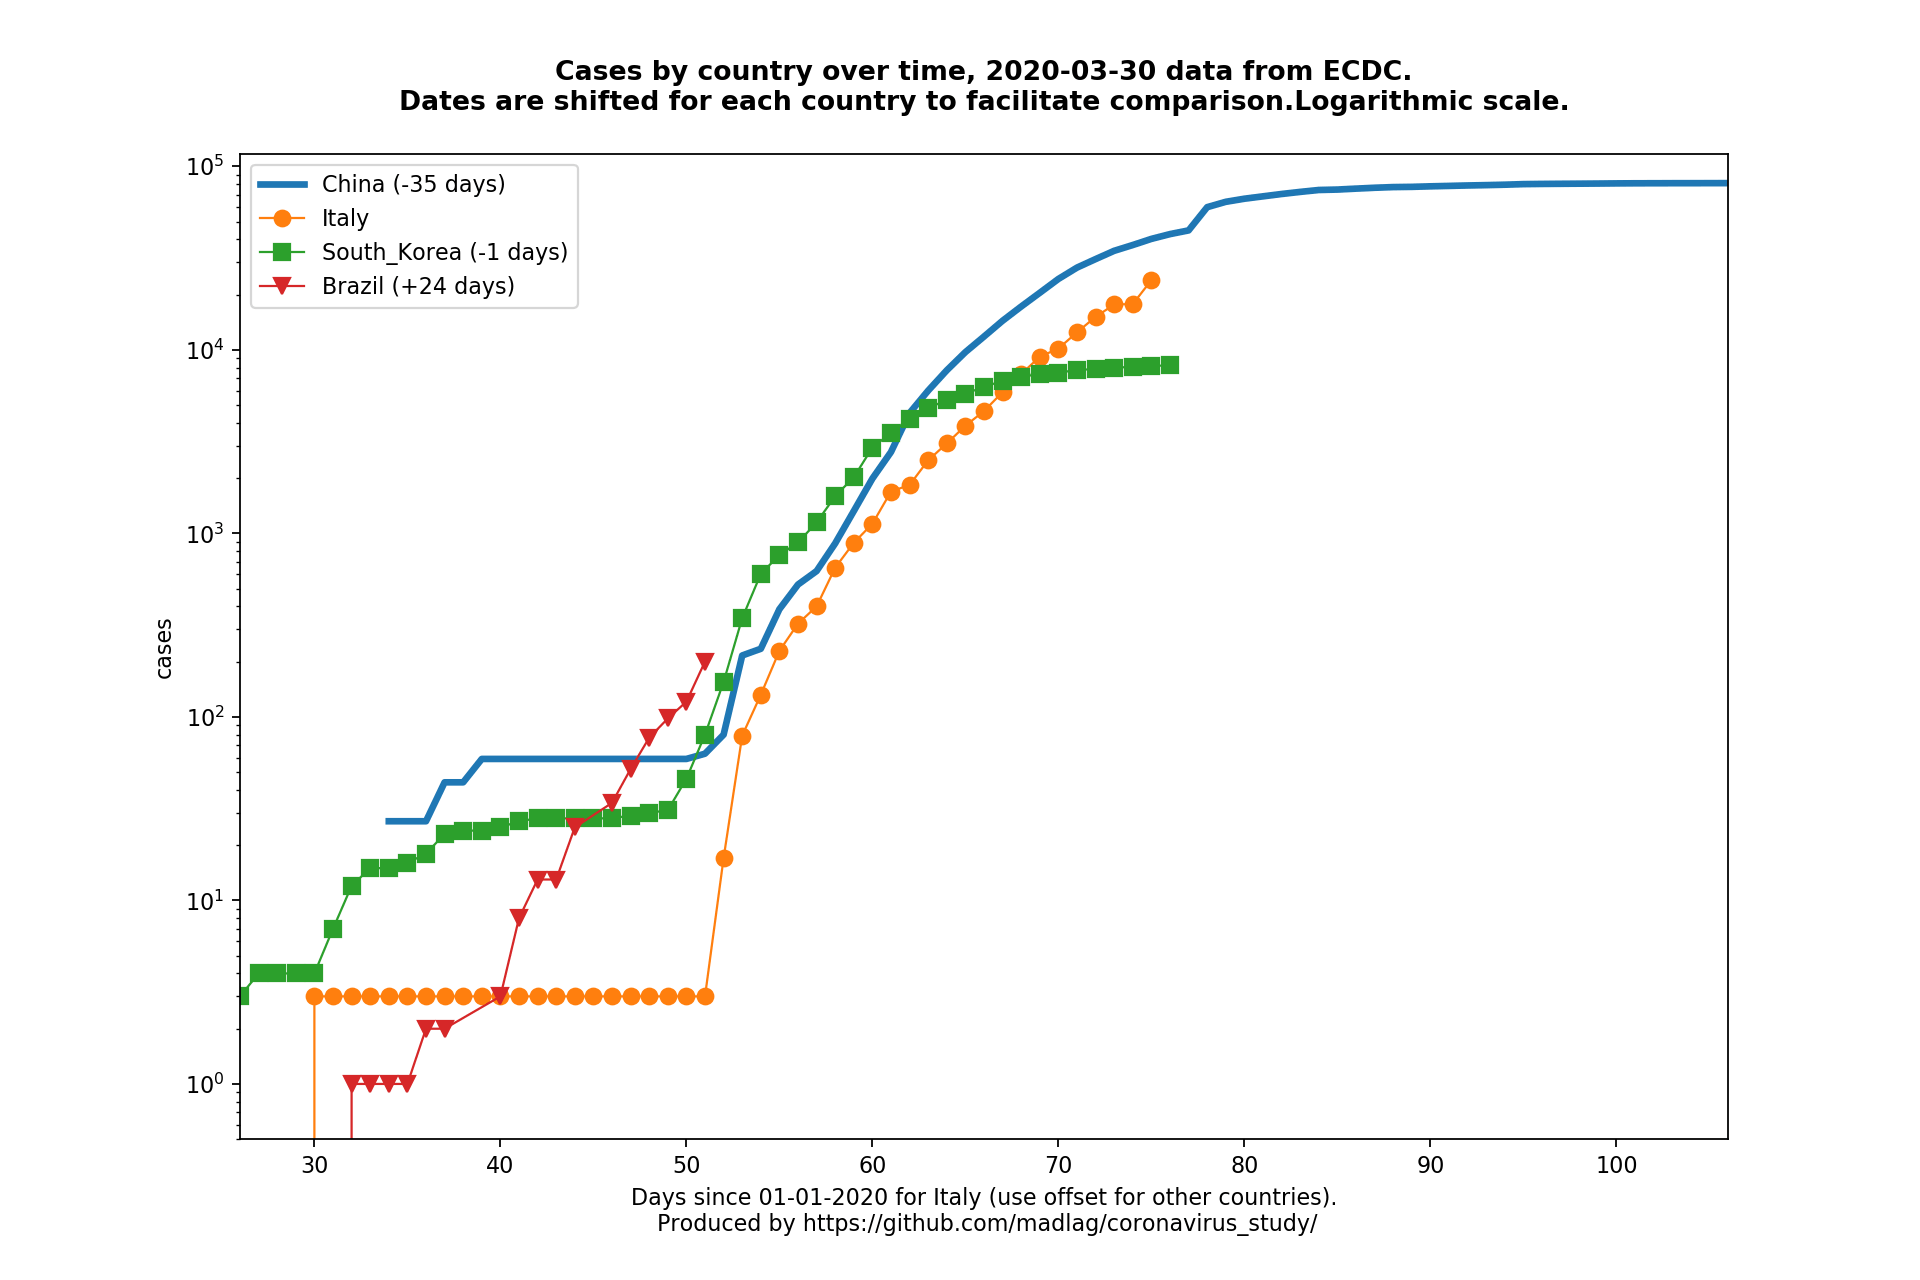 Cases by country over time, 2020-03-30 data from ECDC.
Dates are shifted for each country to facilitate comparison.Logarithmic scale.
10⁵
10⁴
10³
10²
10¹
10⁰
cases
China (-35 days)
Italy
South_Korea (-1 days)
Brazil (+24 days)
30 40 50 60 70 80 90 100
Days since 01-01-2020 for Italy (use offset for other countries).
Produced by https://github.com/madlag/coronavirus_study/